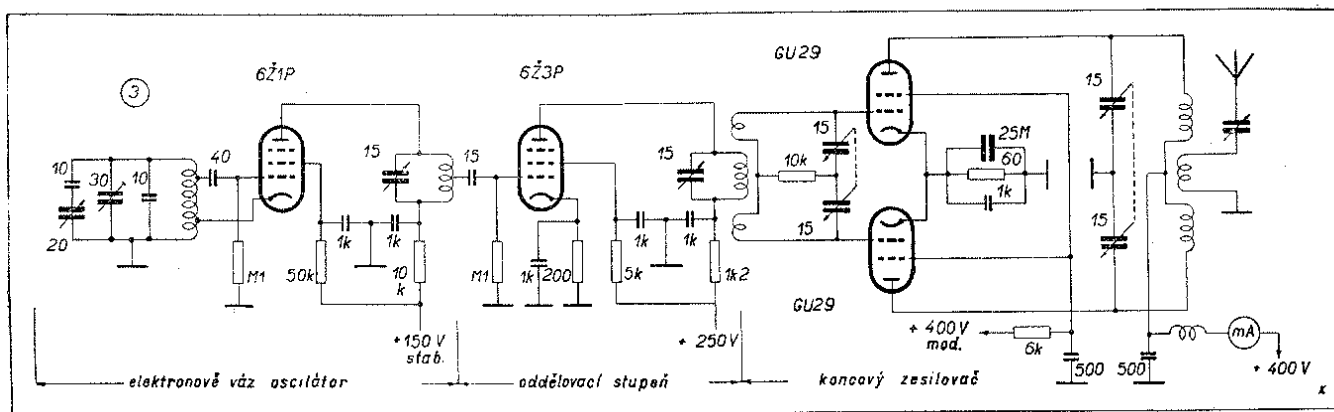 3
6Ž1P
6Ž3P
GU29
10
30
10
20
40
M1
50k
1k
1k
10
k
15
15
+150 V
stab.
M1
1k
200
5k
1k
1k
1k2
15
+ 250V
10k
15
15
25M
60
1k
GU29
+ 400V
mod.
6k
500
500
15
15
mA
+ 400V
elektronově váz oscilátor
oddělovací stupeň
koncový zesilovač
x